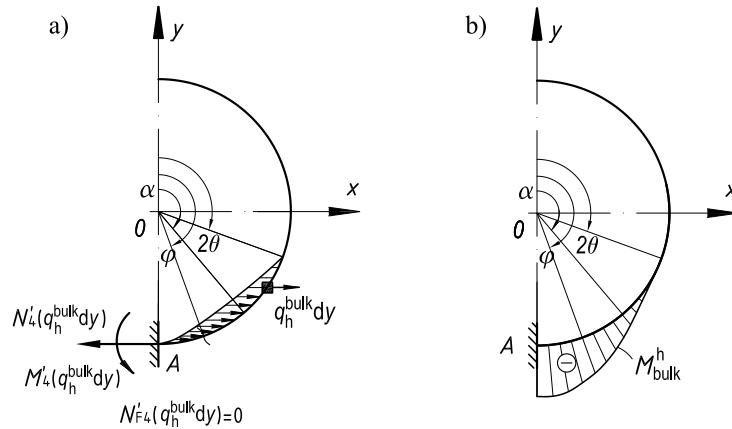 a)
y
α
x
0
2θ
φ
q_h^bulk dy
N'₄(q_h^bulk dy)
A
M'₄(q_h^bulk dy)
N'_F4(q_h^bulk dy)=0
b)
y
α
x
0
2θ
φ
A
−
M_bulk^h